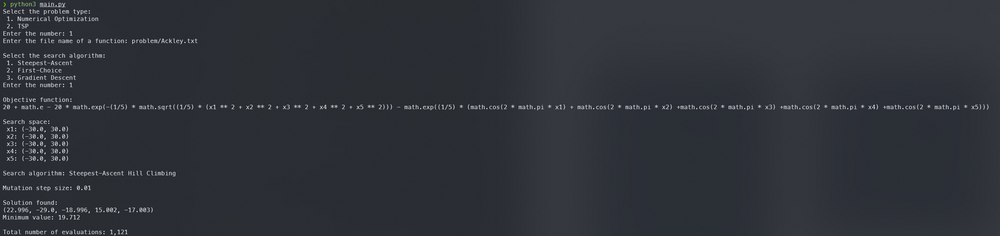 ❯ python3 main.py
Select the problem type:
 1. Numerical Optimization
 2. TSP
Enter the number: 1
Enter the file name of a function: problem/Ackley.txt

Select the search algorithm:
 1. Steepest-Ascent
 2. First-Choice
 3. Gradient Descent
Enter the number: 1

Objective function:
20 + math.e - 20 * math.exp(-(1/5) * math.sqrt((1/5) * (x1 ** 2 + x2 ** 2 + x3 ** 2 + x4 ** 2 + x5 ** 2))) - math.exp((1/5) * (math.cos(2 * math.pi * x1) + math.cos(2 * math.pi * x2) +math.cos(2 * math.pi * x3) +math.cos(2 * math.pi * x4) +math.cos(2 * math.pi * x5)))

Search space:
 x1: (-30.0, 30.0)
 x2: (-30.0, 30.0)
 x3: (-30.0, 30.0)
 x4: (-30.0, 30.0)
 x5: (-30.0, 30.0)

Search algorithm: Steepest-Ascent Hill Climbing

Mutation step size: 0.01

Solution found:
(22.996, -29.0, -18.996, 15.002, -17.003)
Minimum value: 19.712

Total number of evaluations: 1,121